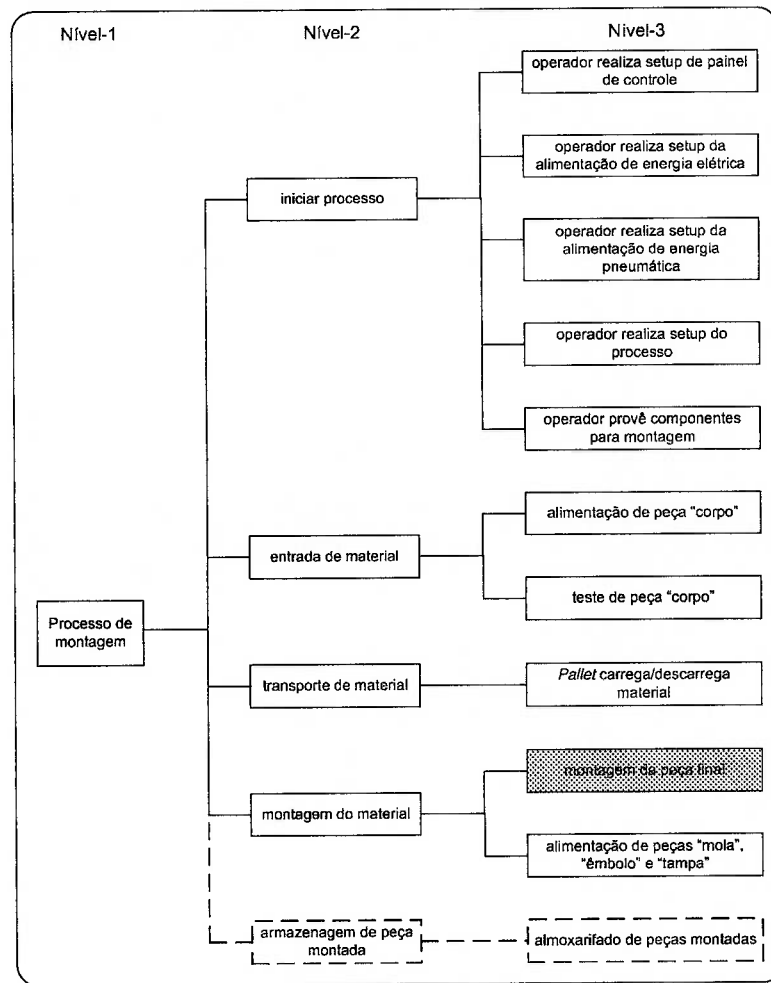 Nível-1
Nível-2
Nível-3
operador realiza setup de painel
de controle
operador realiza setup da
alimentação de energia elétrica
iniciar processo
operador realiza setup da
alimentação de energia
pneumática
operador realiza setup do
processo
operador provê componentes
para montagem
alimentação de peça “corpo”
entrada de material
teste de peça “corpo”
Processo de
montagem
transporte de material
Pallet carrega/descarrega
material
montagem da peça final
montagem do material
alimentação de peças “mola”,
“êmbolo” e “tampa”
armazenagem de peça
montada
almoxarifado de peças montadas